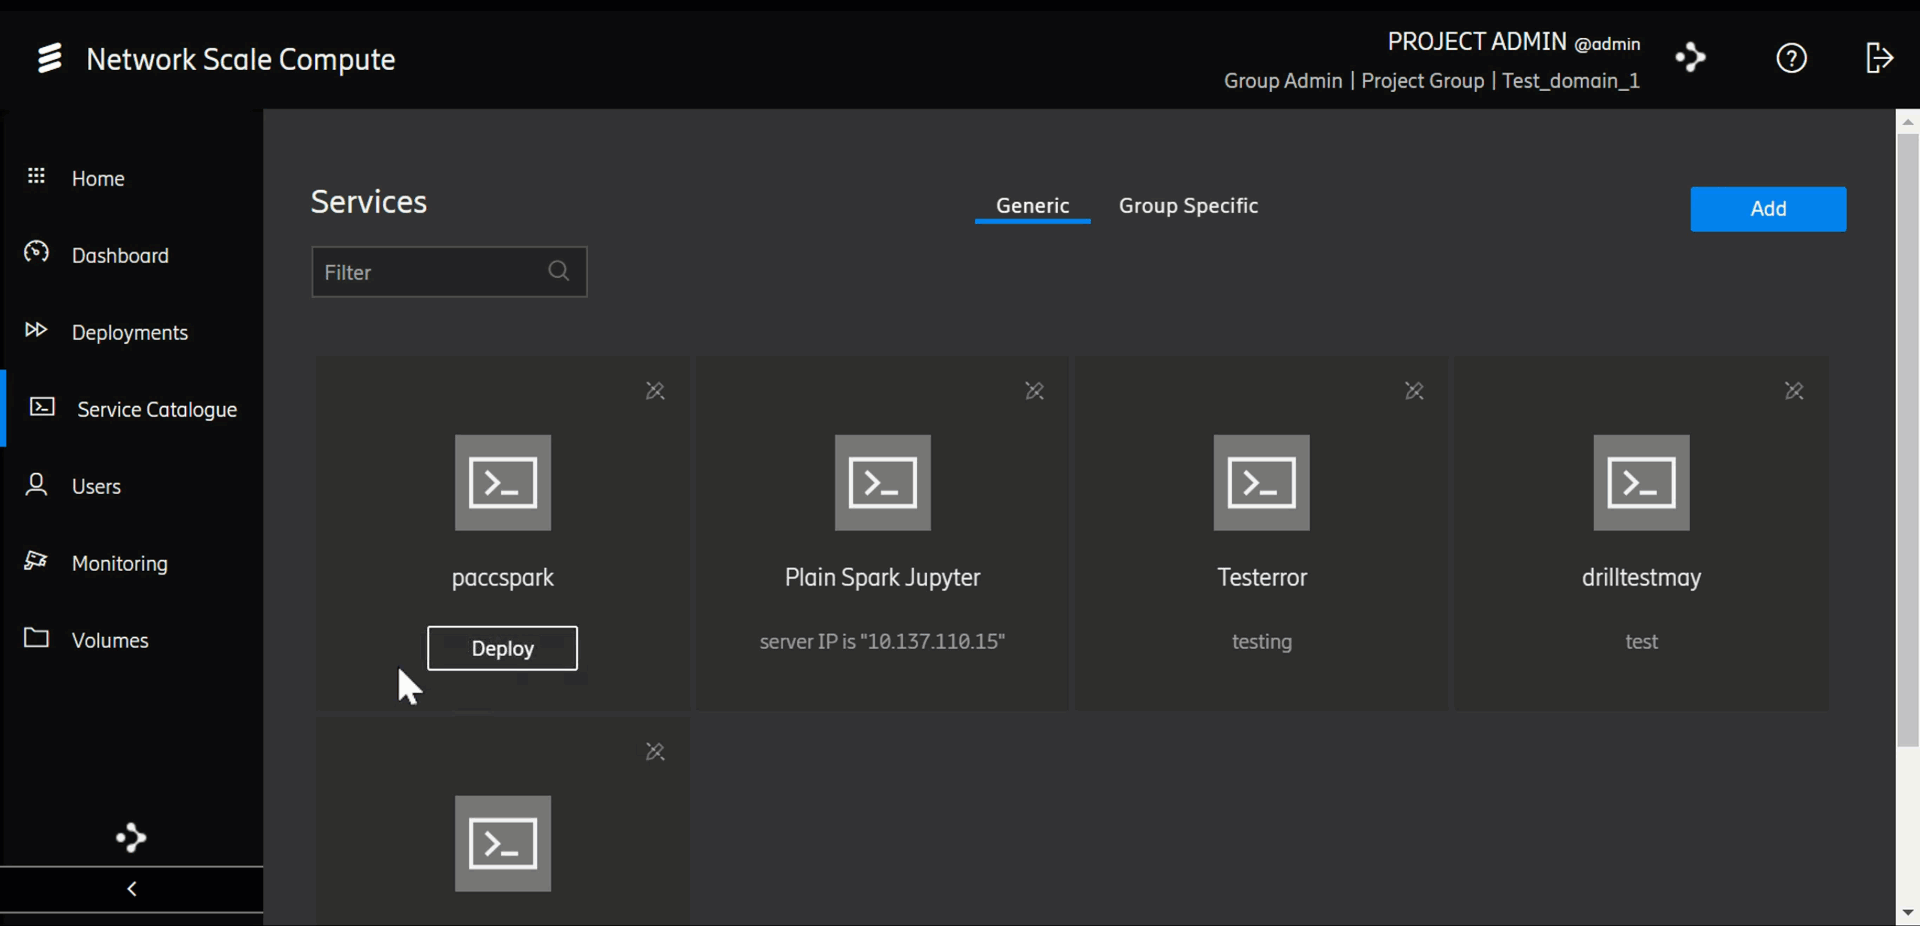 Network Scale Compute
PROJECT ADMIN @admin
Group Admin | Project Group | Test_domain_1
Home
Dashboard
Deployments
Service Catalogue
Users
Monitoring
Volumes
Services
Generic
Group Specific
Add
Filter
paccspark
Deploy
Plain Spark Jupyter
server IP is "10.137.110.15"
Testerror
testing
drilltestmay
test